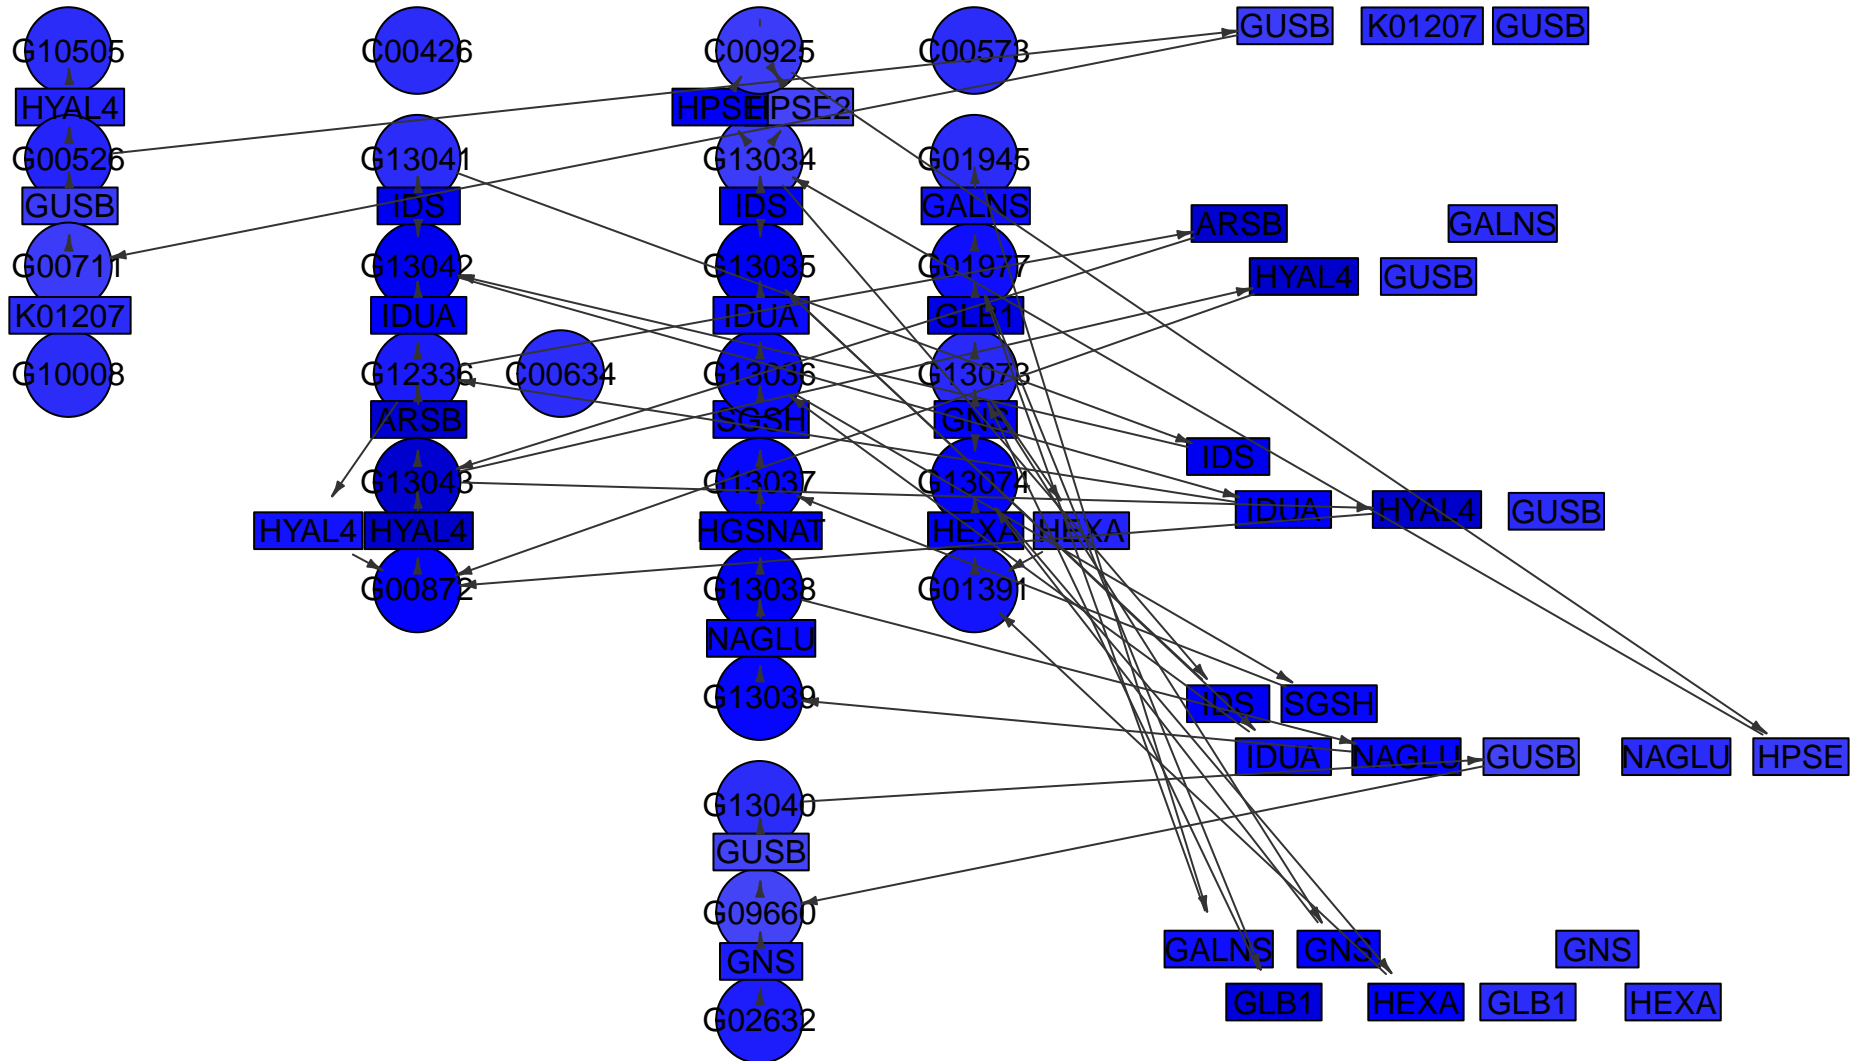 G10505 C00426 C00925 C00573 GUSB K01207 GUSB
HYAL4 HPSE HPSE2
G00526 G13041 G13034 G01945
GUSB IDS IDS GALNS ARSB GALNS
G00711 G13042 G13035 G01977 HYAL4 GUSB
K01207 IDUA IDUA GLB1
G10008 G12336 C00634 G13036 G13073
ARSB SGSH GNS IDS
G13043 G13037 G13074 IDUA HYAL4 GUSB
HYAL4 HYAL4 HGSNAT HEXA HEXA
G00872 G13038 G01391
NAGLU
G13039 IDS SGSH
IDUA NAGLU GUSB NAGLU HPSE
G13040
GUSB
G09660
GNS GALNS GNS GNS
G02632 GLB1 HEXA GLB1 HEXA